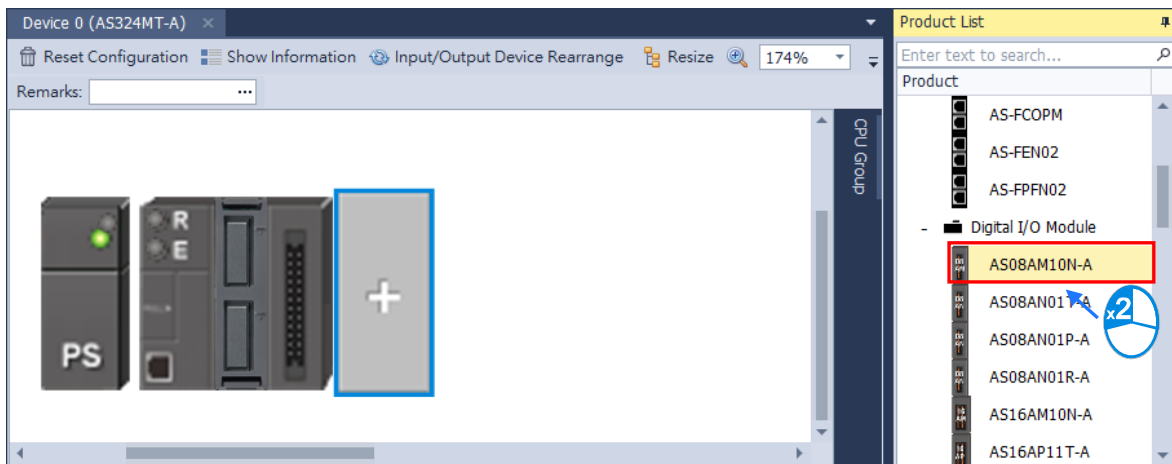 Device 0 (AS324MT-A) ×
Reset Configuration Show Information Input/Output Device Rearrange Resize 174%
Remarks: ...
CPU Group
R
E
PS
+
Product List
Enter text to search...
Product
AS-FCOPM
AS-FEN02
AS-FPFN02
- Digital I/O Module
AS08AM10N-A
AS08AN01T-A
x2
AS08AN01P-A
AS08AN01R-A
AS16AM10N-A
AS16AP11T-A